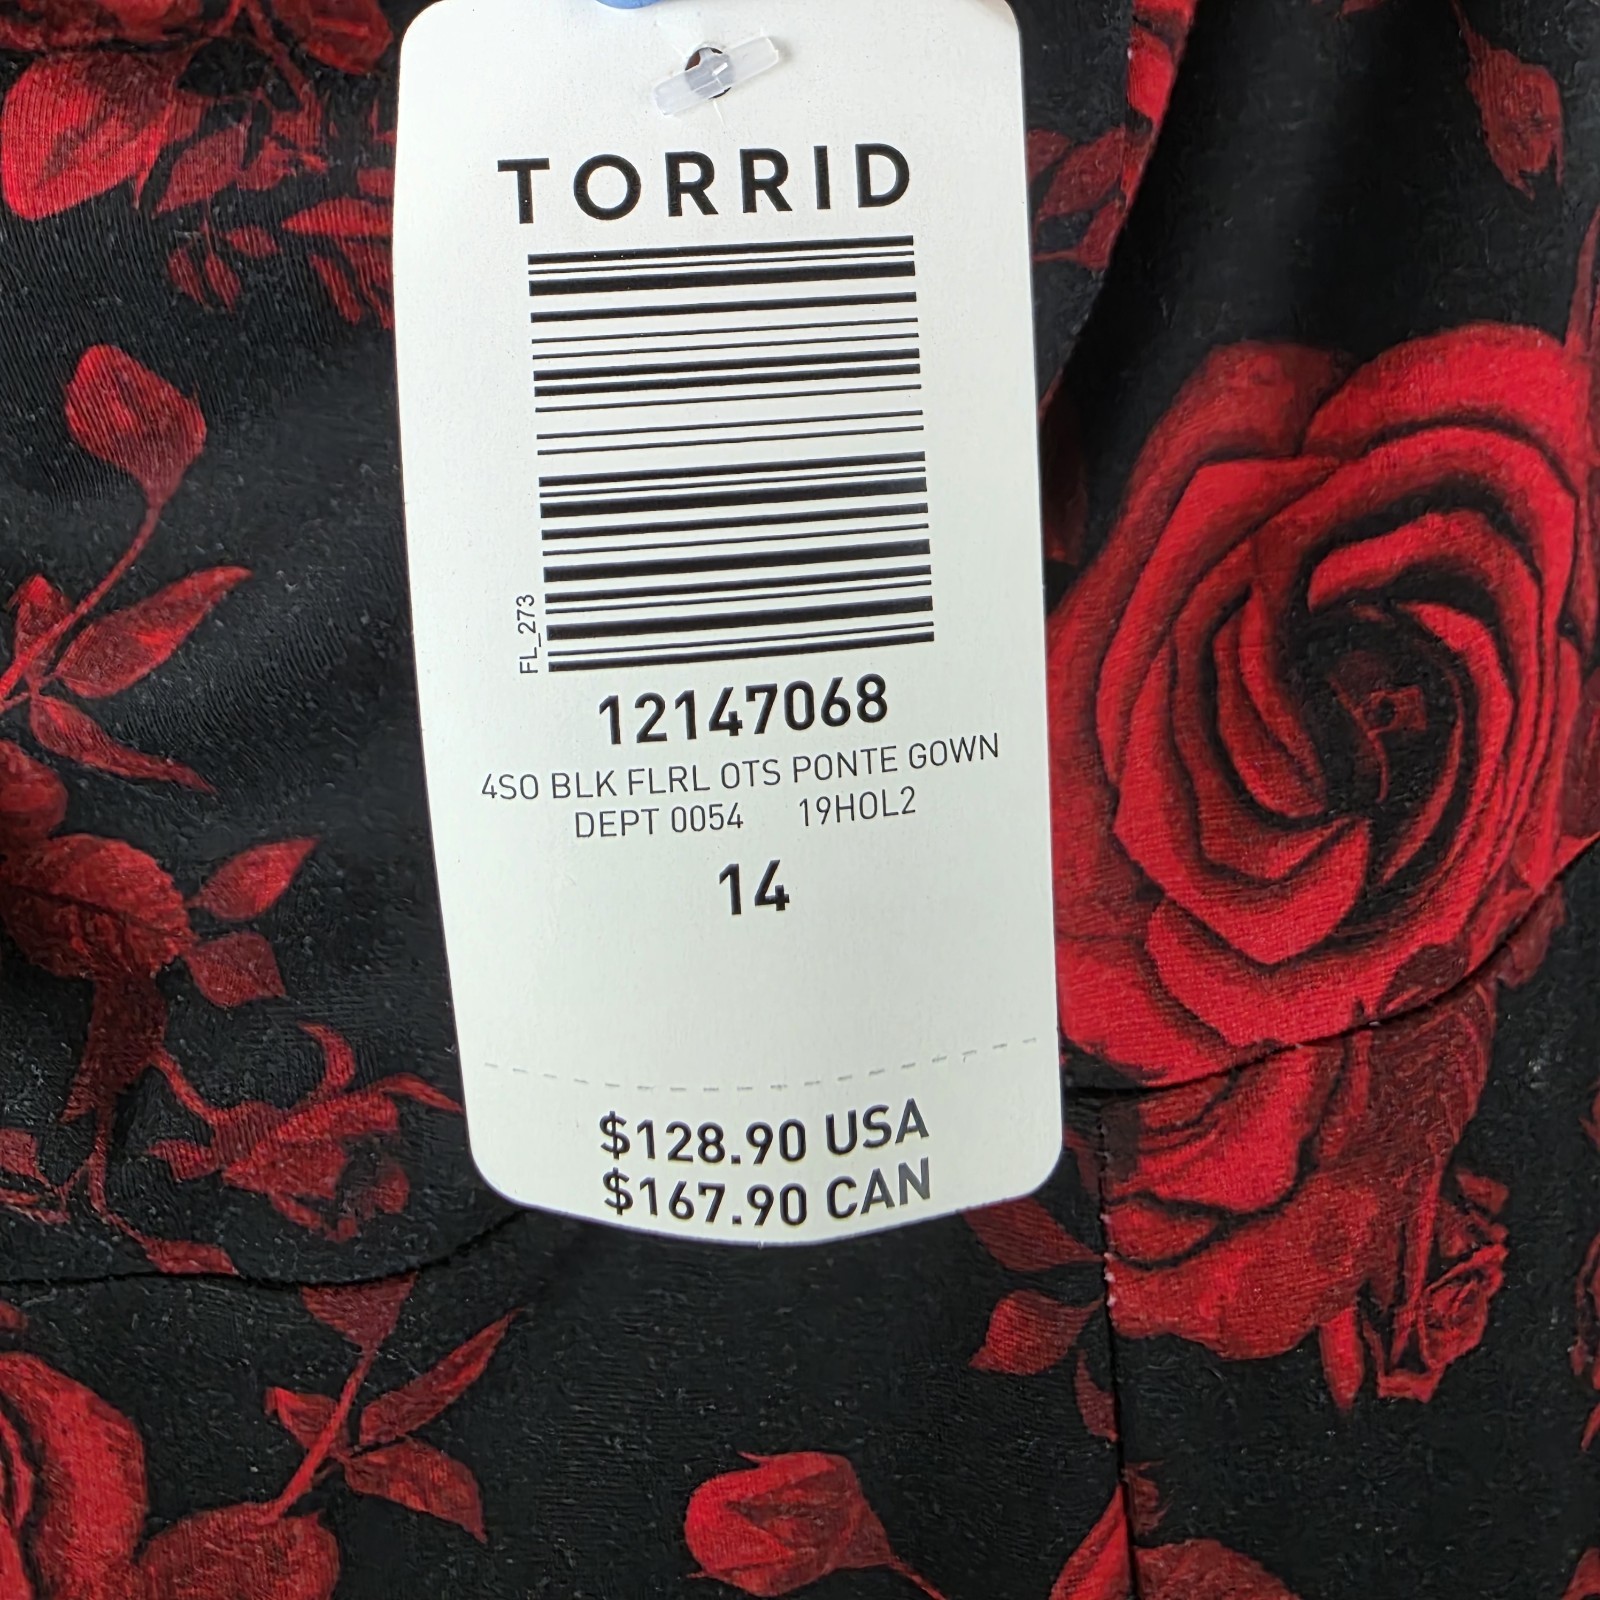 TORRID
FL_273
12147068
4SO BLK FLRL OTS PONTE GOWN
DEPT 0054 19HOL2
14
$128.90 USA
$167.90 CAN